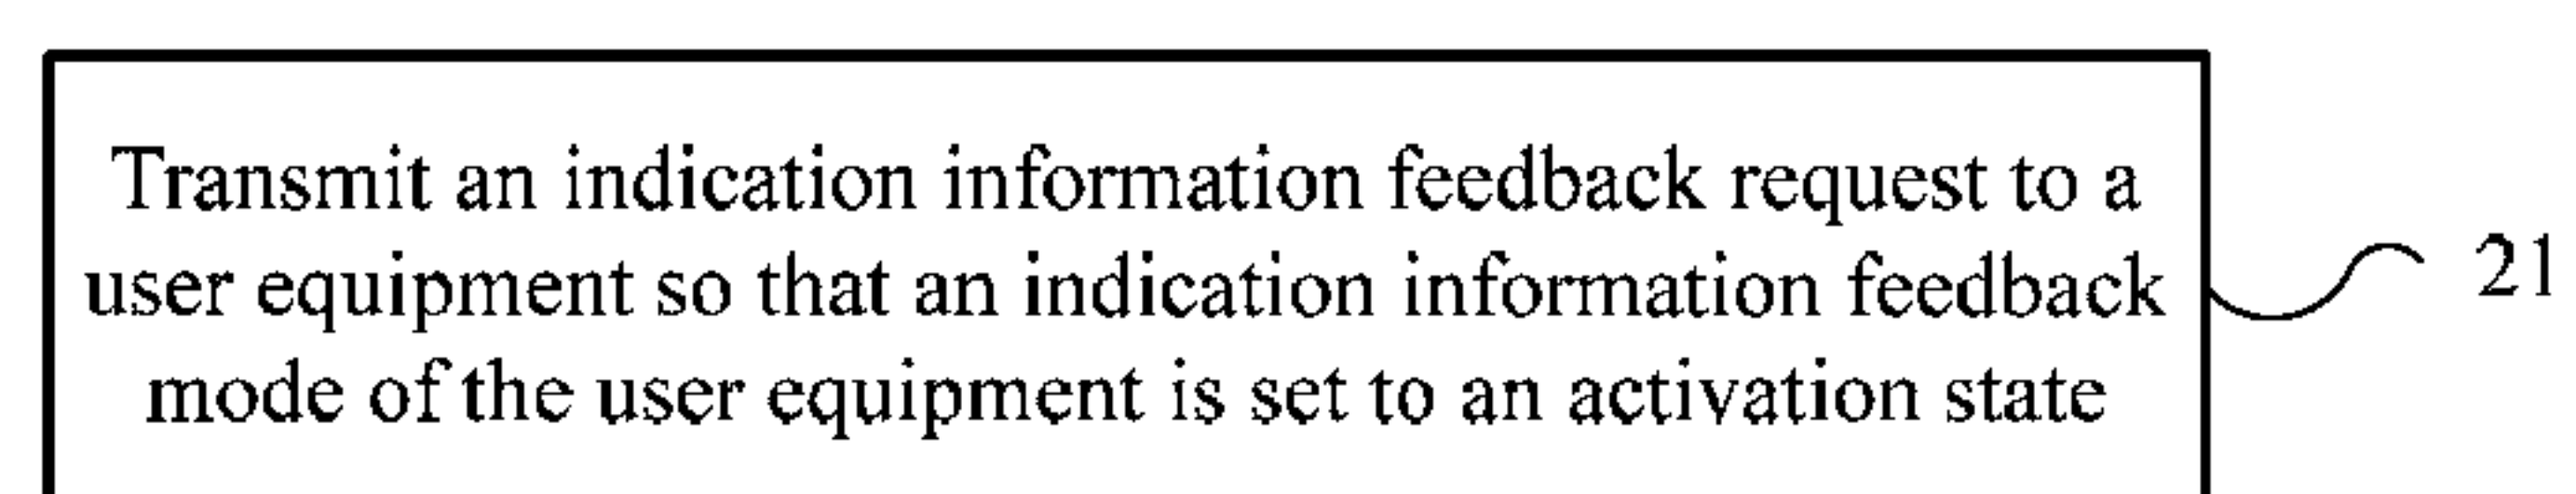 Transmit an indication information feedback request to a
user equipment so that an indication information feedback
mode of the user equipment is set to an activation state
21